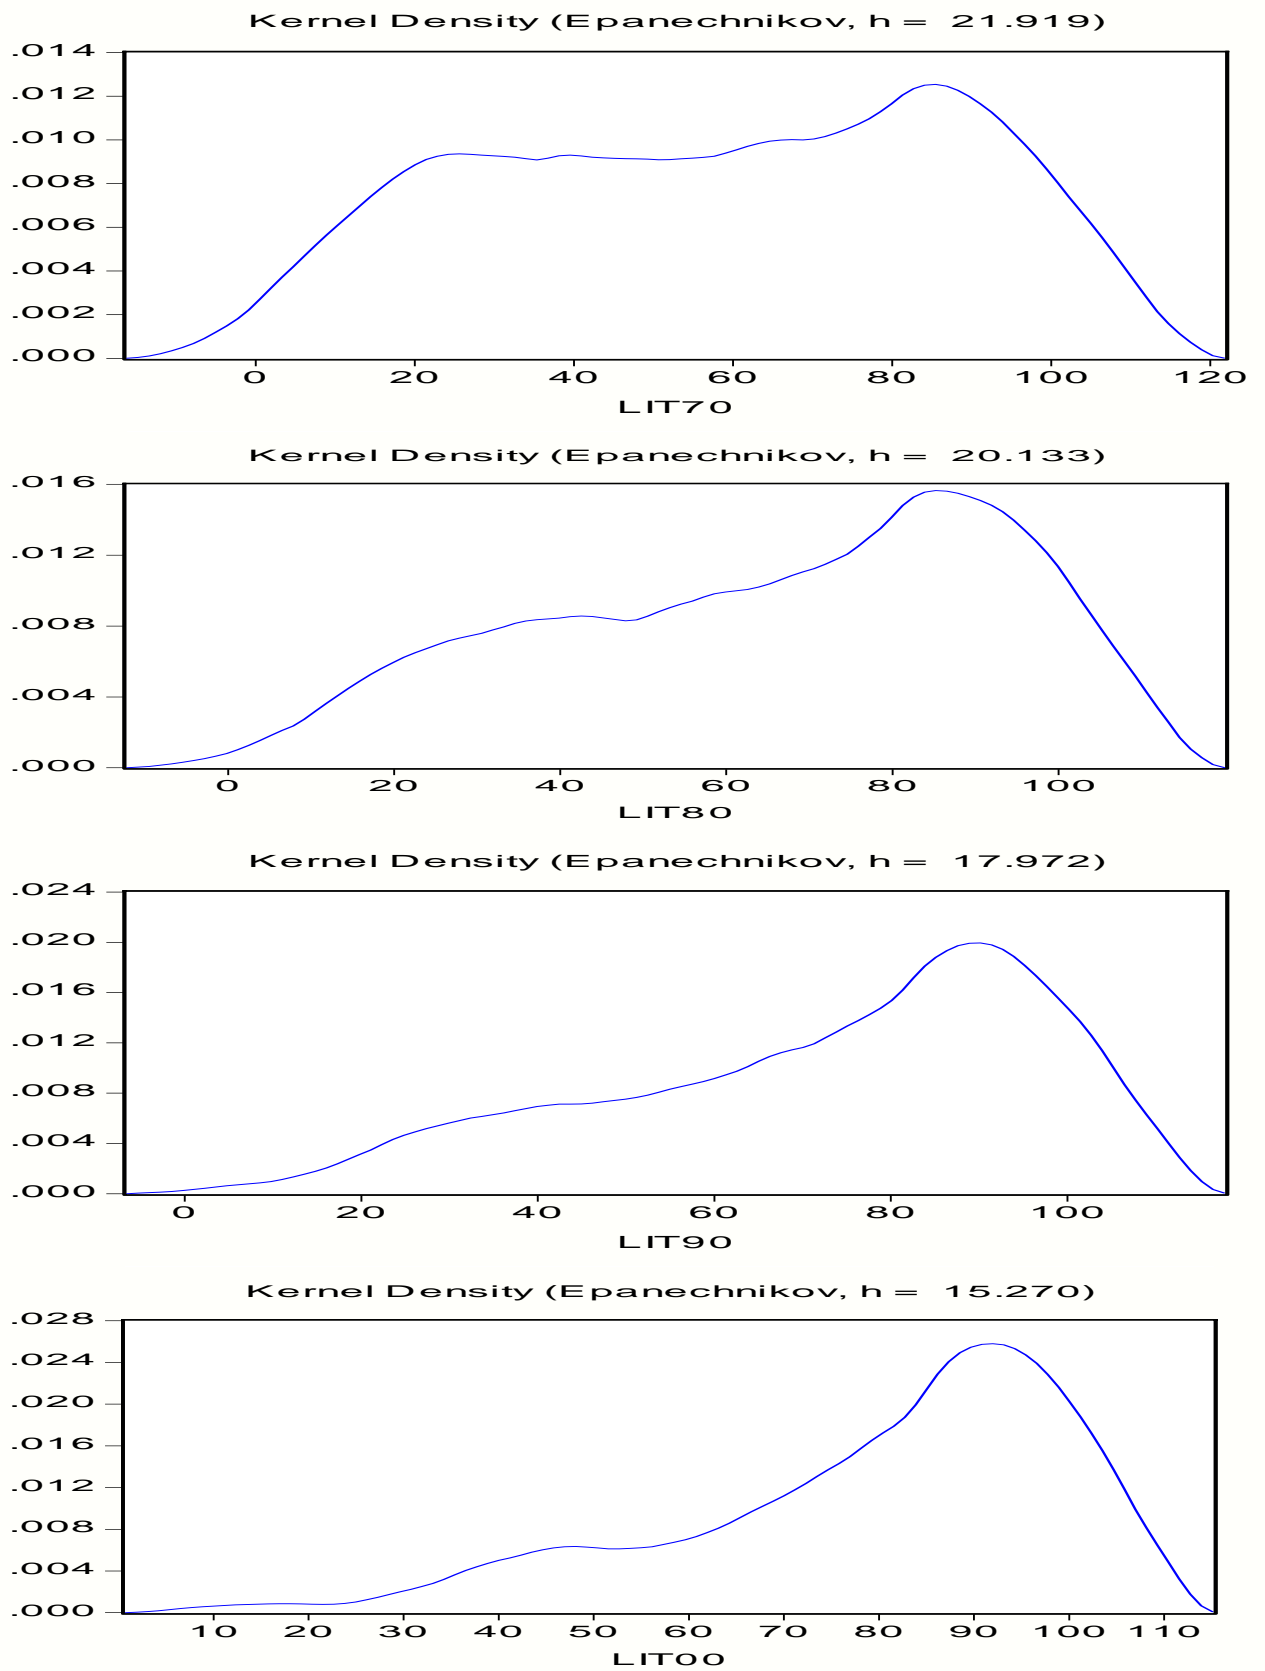 Kernel Density (Epanechnikov, h = 21.919)
.014
.012
.010
.008
.006
.004
.002
.000
0 20 40 60 80 100 120
LIT70
Kernel Density (Epanechnikov, h = 20.133)
.016
.012
.008
.004
.000
0 20 40 60 80 100
LIT80
Kernel Density (Epanechnikov, h = 17.972)
.024
.020
.016
.012
.008
.004
.000
0 20 40 60 80 100
LIT90
Kernel Density (Epanechnikov, h = 15.270)
.028
.024
.020
.016
.012
.008
.004
.000
10 20 30 40 50 60 70 80 90 100 110
LIT00